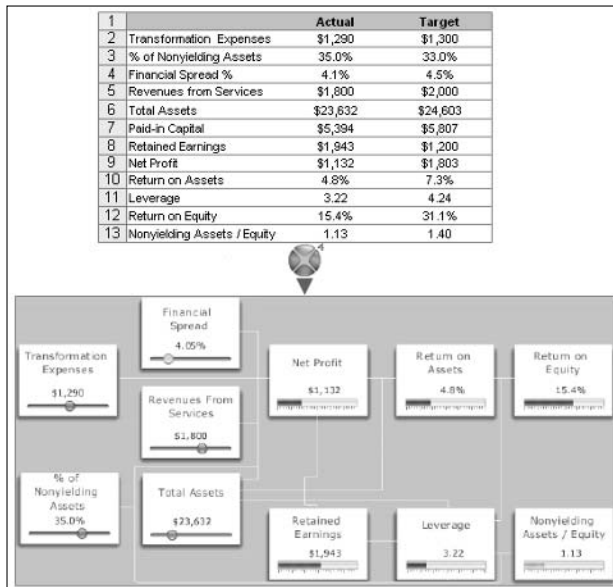 1 Actual Target
2 Transformation Expenses $1,290 $1,300
3 % of Nonyielding Assets 35.0% 33.0%
4 Financial Spread % 4.1% 4.5%
5 Revenues from Services $1,800 $2,000
6 Total Assets $23,632 $24,603
7 Paid-in Capital $5,394 $5,807
8 Retained Earnings $1,943 $1,200
9 Net Profit $1,132 $1,803
10 Return on Assets 4.8% 7.3%
11 Leverage 3.22 4.24
12 Return on Equity 15.4% 31.1%
13 Nonyielding Assets / Equity 1.13 1.40
4
Financial
Spread
4.05%
Transformation
Expenses
$1,290
Net Profit
$1,132
Return on
Assets
4.8%
Return on
Equity
15.4%
Revenues From
Services
$1,800
% of
Nonyielding
Assets
35.0%
Total Assets
$23,632
Retained
Earnings
$1,943
Leverage
3.22
Nonyielding
Assets / Equity
1.13